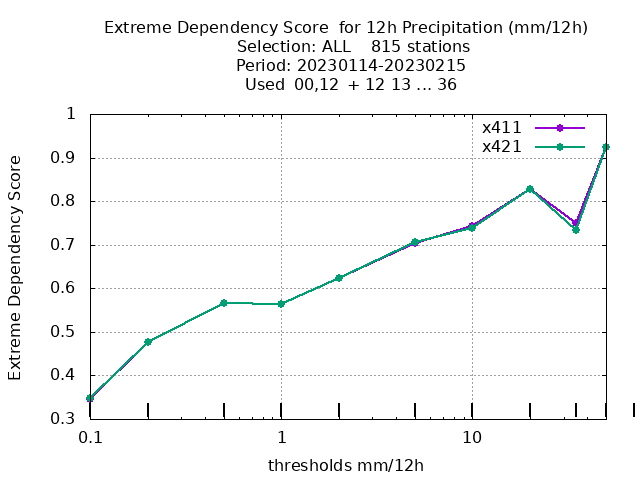 Extreme Dependency Score  for 12h Precipitation (mm/12h)
Selection: ALL    815 stations
Period: 20230114-20230215
Used  00,12  + 12 13 ... 36
x411
x421
1
0.9
0.8
0.7
0.6
0.5
0.4
0.3
Extreme Dependency Score
0.1
1
10
thresholds mm/12h